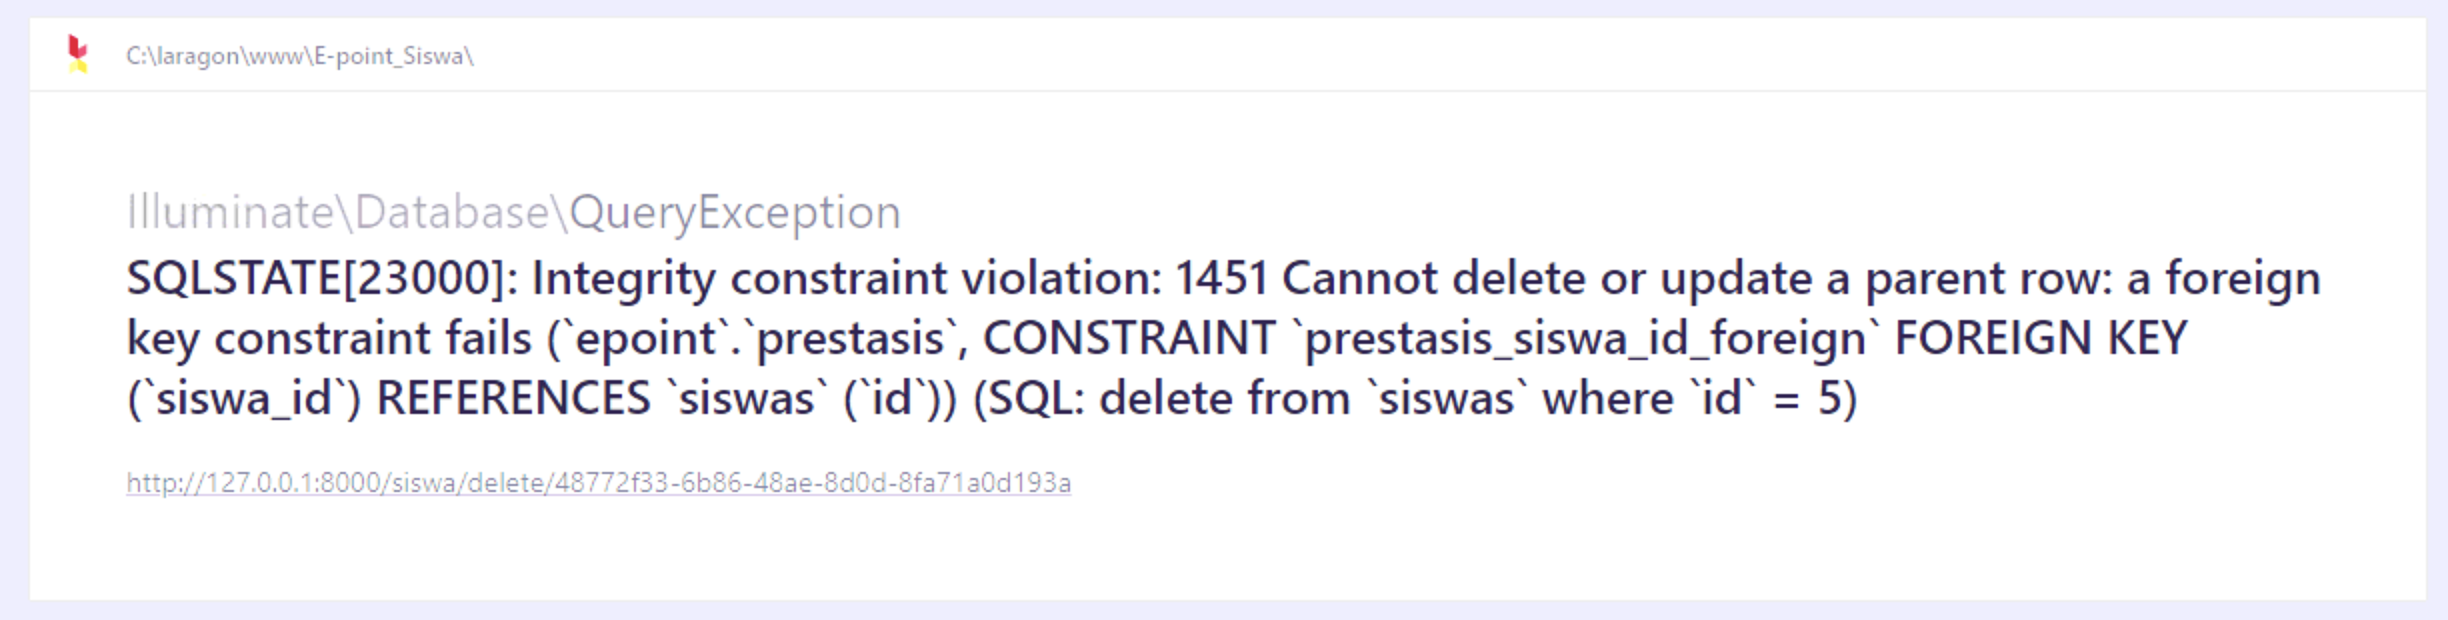 C:\laragon\www\E-point_Siswa\
Illuminate\Database\QueryException
SQLSTATE[23000]: Integrity constraint violation: 1451 Cannot delete or update a parent row: a foreign
key constraint fails (`epoint`.`prestasis`, CONSTRAINT `prestasis_siswa_id_foreign` FOREIGN KEY
(`siswa_id`) REFERENCES `siswas` (`id`)) (SQL: delete from `siswas` where `id` = 5)
http://127.0.0.1:8000/siswa/delete/48772f33-6b86-48ae-8d0d-8fa71a0d193a